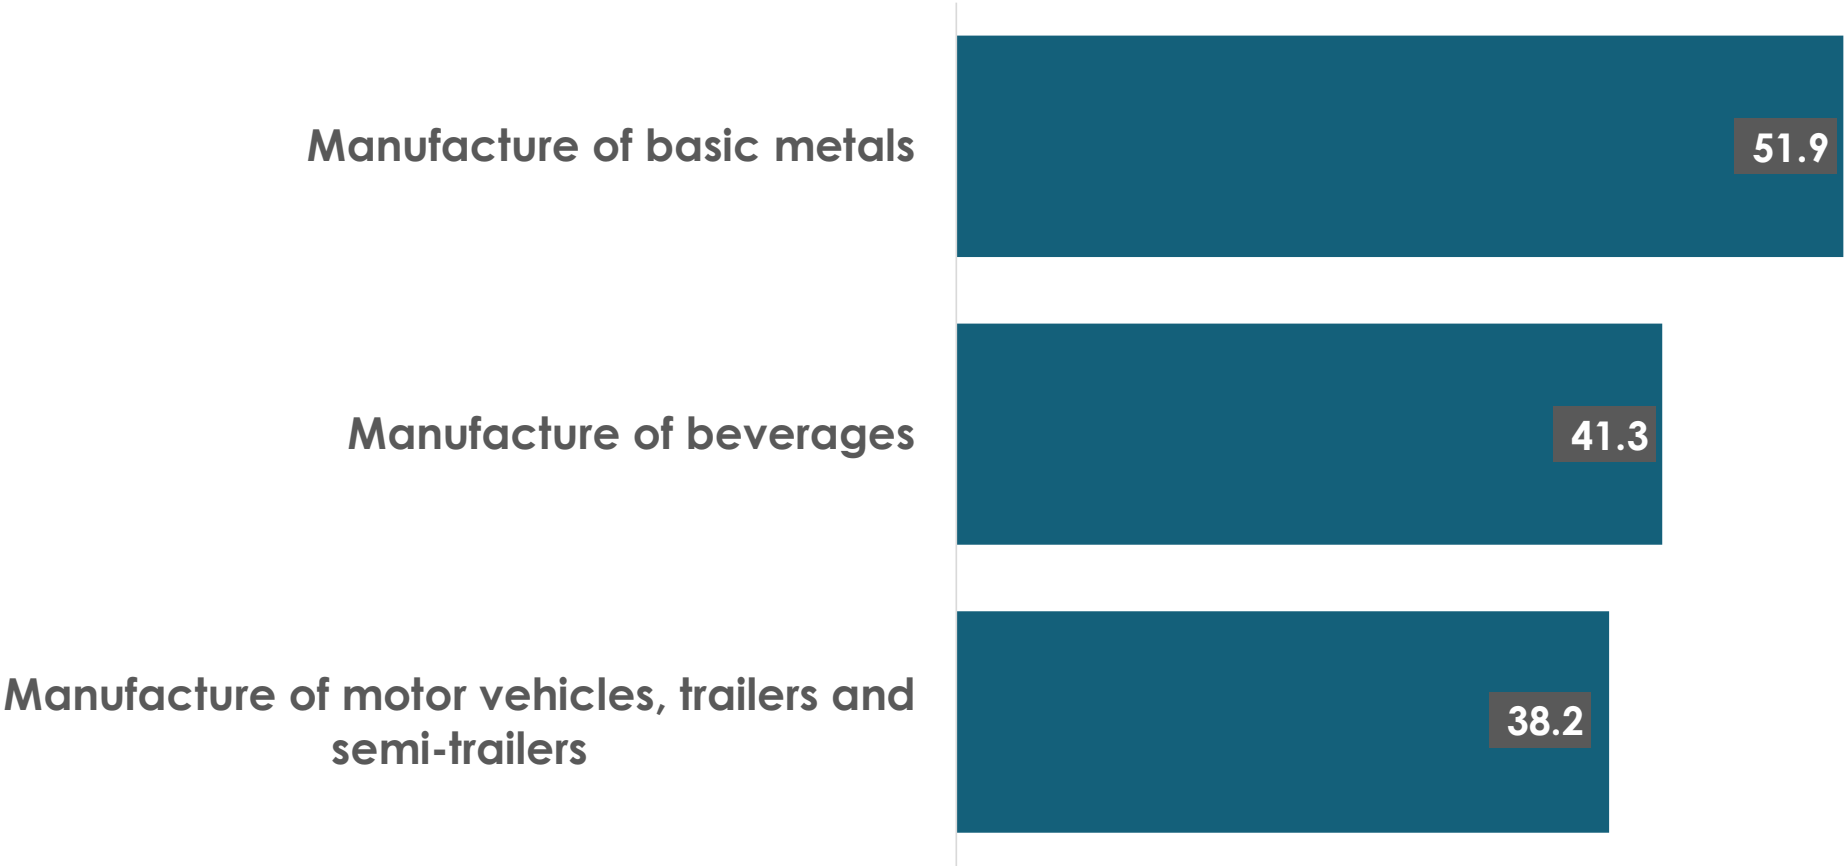 Manufacture of basic metals
51.9
Manufacture of beverages
41.3
Manufacture of motor vehicles, trailers and
semi-trailers
38.2